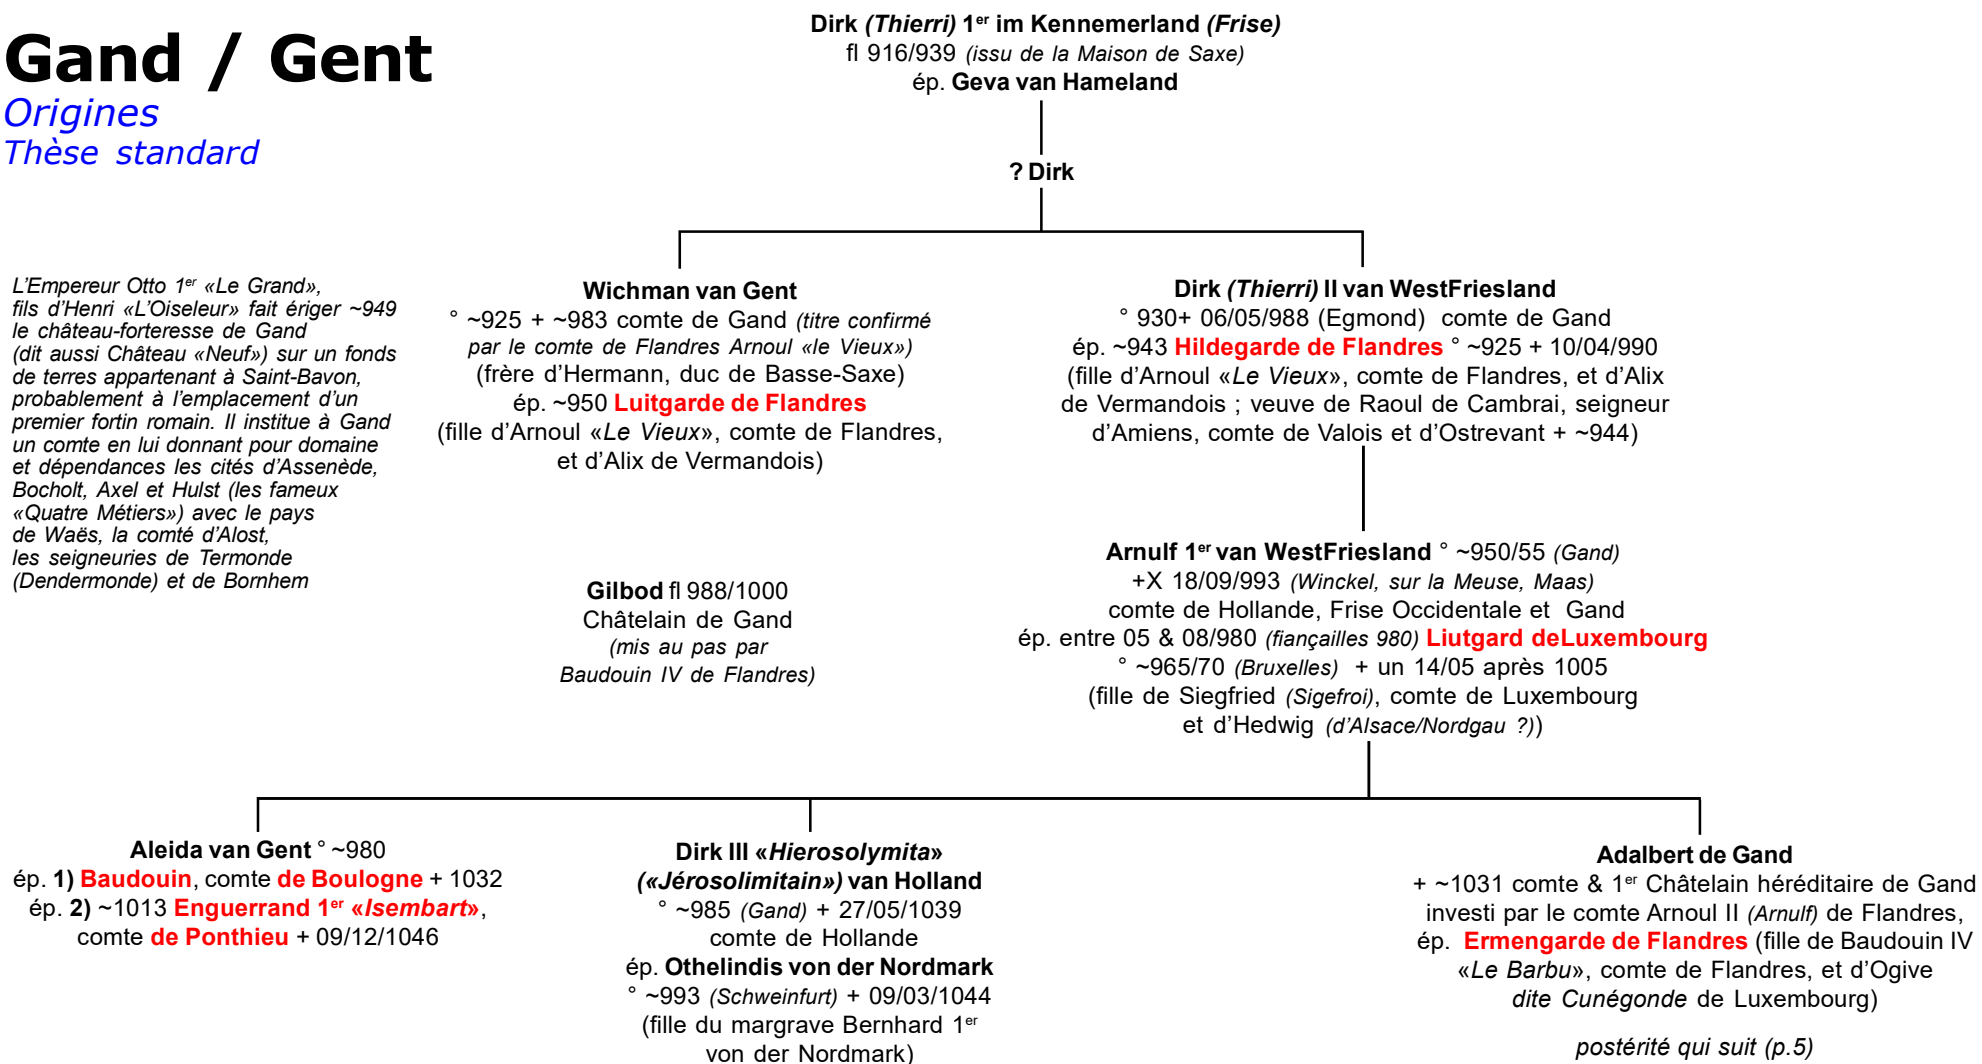 Gand / Gent
Origines
Thèse standard
Dirk (Thierri) 1er im Kennemerland (Frise)
fl 916/939 (issu de la Maison de Saxe)
ép. Geva van Hameland
? Dirk
L'Empereur Otto 1er «Le Grand»,
fils d'Henri «L'Oiseleur» fait ériger ~949
le château-forteresse de Gand
(dit aussi Château «Neuf») sur un fonds
de terres appartenant à Saint-Bavon,
probablement à l'emplacement d'un
premier fortin romain. Il institue à Gand
un comte en lui donnant pour domaine
et dépendances les cités d'Assenède,
Bocholt, Axel et Hulst (les fameux
«Quatre Métiers») avec le pays
de Waës, la comté d'Alost,
les seigneuries de Termonde
(Dendermonde) et de Bornhem
Wichman van Gent
° ~925 + ~983 comte de Gand (titre confirmé
par le comte de Flandres Arnoul «le Vieux»)
(frère d'Hermann, duc de Basse-Saxe)
ép. ~950 Luitgarde de Flandres
(fille d'Arnoul «Le Vieux», comte de Flandres,
et d'Alix de Vermandois)
Dirk (Thierri) II van WestFriesland
° 930+ 06/05/988 (Egmond) comte de Gand
ép. ~943 Hildegarde de Flandres ° ~925 + 10/04/990
(fille d'Arnoul «Le Vieux», comte de Flandres, et d'Alix
de Vermandois ; veuve de Raoul de Cambrai, seigneur
d'Amiens, comte de Valois et d'Ostrevant + ~944)
Gilbod fl 988/1000
Châtelain de Gand
(mis au pas par
Baudouin IV de Flandres)
Arnulf 1er van WestFriesland ° ~950/55 (Gand)
+X 18/09/993 (Winckel, sur la Meuse, Maas)
comte de Hollande, Frise Occidentale et Gand
ép. entre 05 & 08/980 (fiançailles 980) Liutgard deLuxembourg
° ~965/70 (Bruxelles) + un 14/05 après 1005
(fille de Siegfried (Sigefroi), comte de Luxembourg
et d'Hedwig (d'Alsace/Nordgau ?))
Aleida van Gent ° ~980
ép. 1) Baudouin, comte de Boulogne + 1032
ép. 2) ~1013 Enguerrand 1er «Isembart»,
comte de Ponthieu + 09/12/1046
Dirk III «Hierosolymita»
(«Jérosolimitain») van Holland
° ~985 (Gand) + 27/05/1039
comte de Hollande
ép. Othelindis von der Nordmark
° ~993 (Schweinfurt) + 09/03/1044
(fille du margrave Bernhard 1er
von der Nordmark)
Adalbert de Gand
+ ~1031 comte & 1er Châtelain héréditaire de Gand
investi par le comte Arnoul II (Arnulf) de Flandres,
ép. Ermengarde de Flandres (fille de Baudouin IV
«Le Barbu», comte de Flandres, et d'Ogive
dite Cunégonde de Luxembourg)
postérité qui suit (p.5)